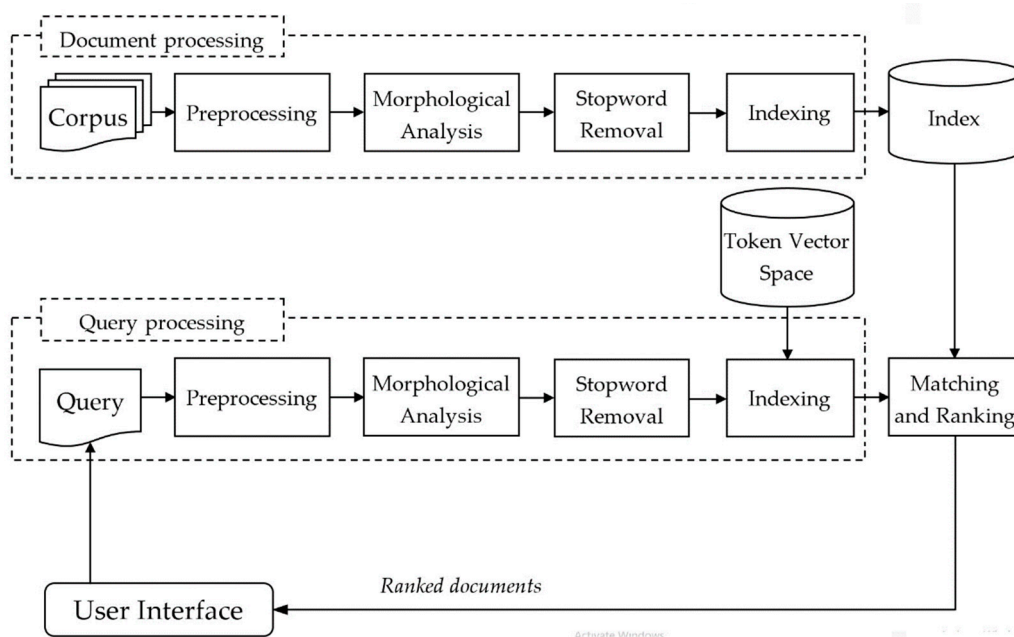 Document processing
Corpus
Preprocessing
Morphological
Analysis
Stopword
Removal
Indexing
Index
Token Vector
Space
Query processing
Query
Preprocessing
Morphological
Analysis
Stopword
Removal
Indexing
Matching
and Ranking
Ranked documents
User Interface
Activate Windows